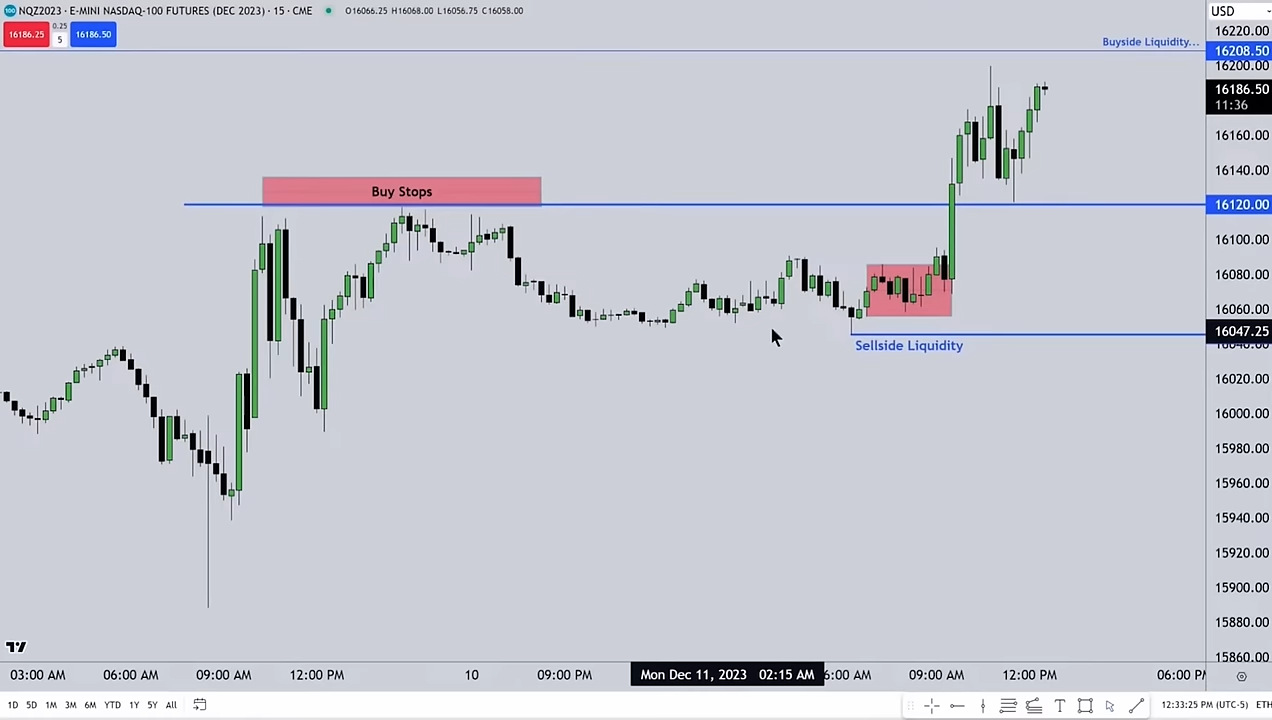 NQZ2023 · E-MINI NASDAQ-100 FUTURES (DEC 2023) · 15 · CME O16066.25 H16068.00 L16056.75 C16058.00
USD
16186.25 0.25 5 16186.50
16220.00
Buyside Liquidity...
16208.50
16200.00
16186.50
11:36
16160.00
16140.00
Buy Stops
16120.00
16100.00
16080.00
16060.00
16047.25
Sellside Liquidity
16020.00
16000.00
15980.00
15960.00
15940.00
15920.00
15900.00
15880.00
15860.00
03:00 AM 06:00 AM 09:00 AM 12:00 PM 10 09:00 PM Mon Dec 11, 2023 02:15 AM 6:00 AM 09:00 AM 12:00 PM 06:00 P
1D 5D 1M 3M 6M YTD 1Y 5Y All 12:33:25 PM (UTC-5) ETH